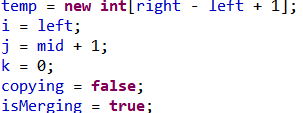 temp = new int[right - left + 1];
i = left;
j = mid + 1;
k = 0;
copying = false;
isMerging = true;